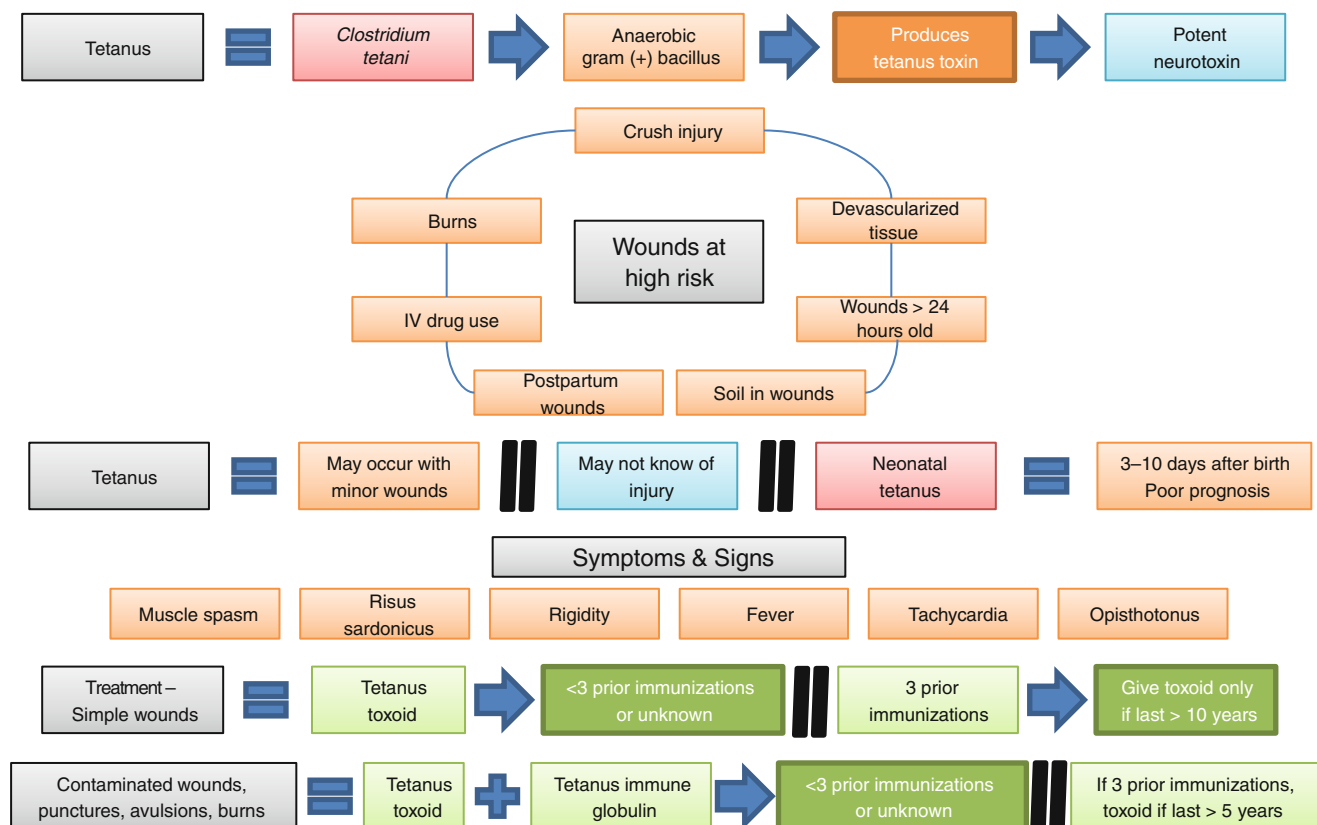 Tetanus
Clostridium
tetani
Anaerobic
gram (+) bacillus
Produces
tetanus toxin
Potent
neurotoxin
Crush injury
Burns
Devascularized
tissue
Wounds at
high risk
IV drug use
Wounds > 24
hours old
Postpartum
wounds
Soil in wounds
Tetanus
May occur with
minor wounds
May not know of
injury
Neonatal
tetanus
3–10 days after birth
Poor prognosis
Symptoms & Signs
Muscle spasm
Risus
sardonicus
Rigidity
Fever
Tachycardia
Opisthotonus
Treatment –
Simple wounds
Tetanus
toxoid
<3 prior immunizations
or unknown
3 prior
immunizations
Give toxoid only
if last > 10 years
Contaminated wounds,
punctures, avulsions, burns
Tetanus
toxoid
Tetanus immune
globulin
<3 prior immunizations
or unknown
If 3 prior immunizations,
toxoid if last > 5 years